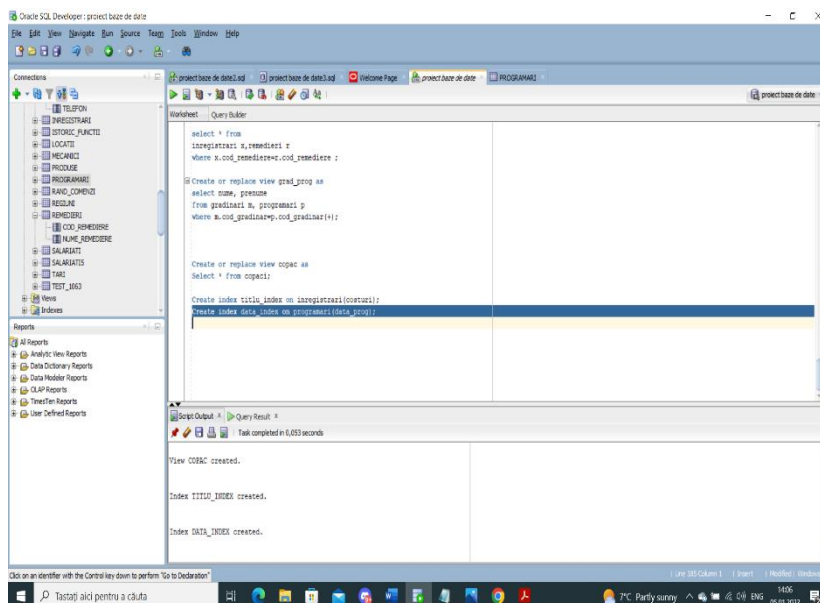 Oracle SQL Developer : proiect baze de date
File Edit View Navigate Run Source Team Tools Window Help
Connections
TELEFON
INREGISTRARI
ISTORIC_FUNCTII
LOCATII
MECANICI
PRODUSE
PROGRAMARI
RAND_COMENZI
REGIUNI
REMEDIERI
COD_REMEDIERE
NUME_REMEDIERE
SALARIATI
SALARIATIS
TARI
TEST_1063
Views
Indexes
Reports
All Reports
Analytic View Reports
Data Dictionary Reports
Data Modeler Reports
OLAP Reports
TimesTen Reports
User Defined Reports
proiect baze de date2.sql proiect baze de date3.sql Welcome Page proiect baze de date PROGRAMARI
proiect baze de date
Worksheet Query Builder
select * from
inregistrari x,remedieri r
where x.cod_remediere=r.cod_remediere ;
Create or replace view grad_prog as
select nume, prenume
from gradinari m, programari p
where m.cod_gradinar=p.cod_gradinar(+);
Create or replace view copac as
Select * from copaci;
Create index titlu_index on inregistrari(costuri);
Create index data_index on programari(data_prog);
Script Output x Query Result x
Task completed in 0,053 seconds
View COPAC created.
Index TITLU_INDEX created.
Index DATA_INDEX created.
Click on an identifier with the Control key down to perform "Go to Declaration"
Line 385 Column 1 Insert Modified Windows
Tastați aici pentru a căuta
7°C Partly sunny ENG
14:06